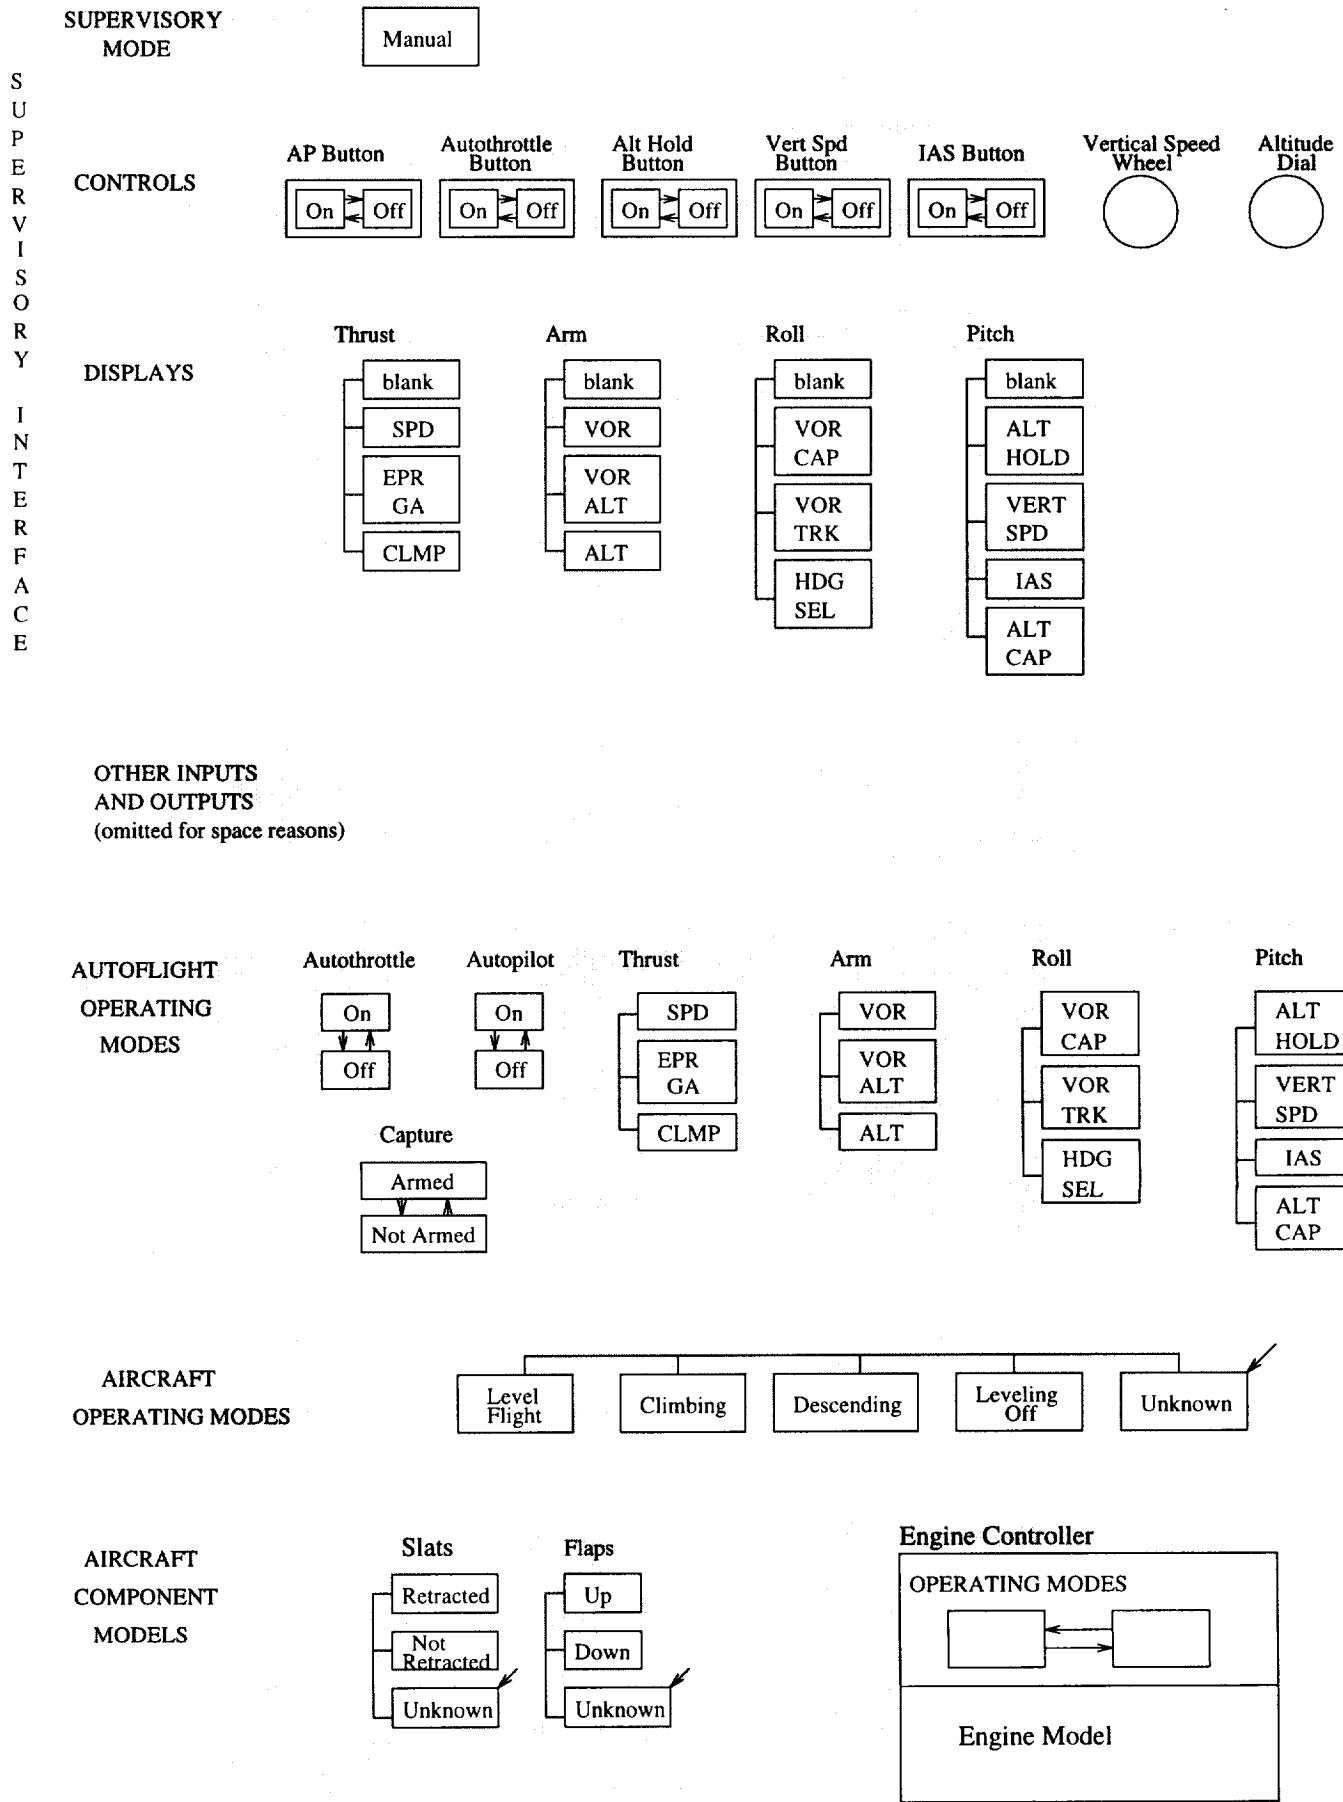 SUPERVISORY
MODE
Manual
SUPERVISORY INTERFACE
CONTROLS
AP Button
Autothrottle
Button
Alt Hold
Button
Vert Spd
Button
IAS Button
Vertical Speed
Wheel
Altitude
Dial
On Off
On Off
On Off
On Off
On Off
DISPLAYS
Thrust
blank
SPD
EPR
GA
CLMP
Arm
blank
VOR
VOR
ALT
ALT
Roll
blank
VOR
CAP
VOR
TRK
HDG
SEL
Pitch
blank
ALT
HOLD
VERT
SPD
IAS
ALT
CAP
OTHER INPUTS
AND OUTPUTS
(omitted for space reasons)
AUTOFLIGHT
OPERATING
MODES
Autothrottle
On
Off
Autopilot
On
Off
Capture
Armed
Not Armed
Thrust
SPD
EPR
GA
CLMP
Arm
VOR
VOR
ALT
ALT
Roll
VOR
CAP
VOR
TRK
HDG
SEL
Pitch
ALT
HOLD
VERT
SPD
IAS
ALT
CAP
AIRCRAFT
OPERATING MODES
Level
Flight
Climbing
Descending
Leveling
Off
Unknown
AIRCRAFT
COMPONENT
MODELS
Slats
Retracted
Not
Retracted
Unknown
Flaps
Up
Down
Unknown
Engine Controller
OPERATING MODES
Engine Model